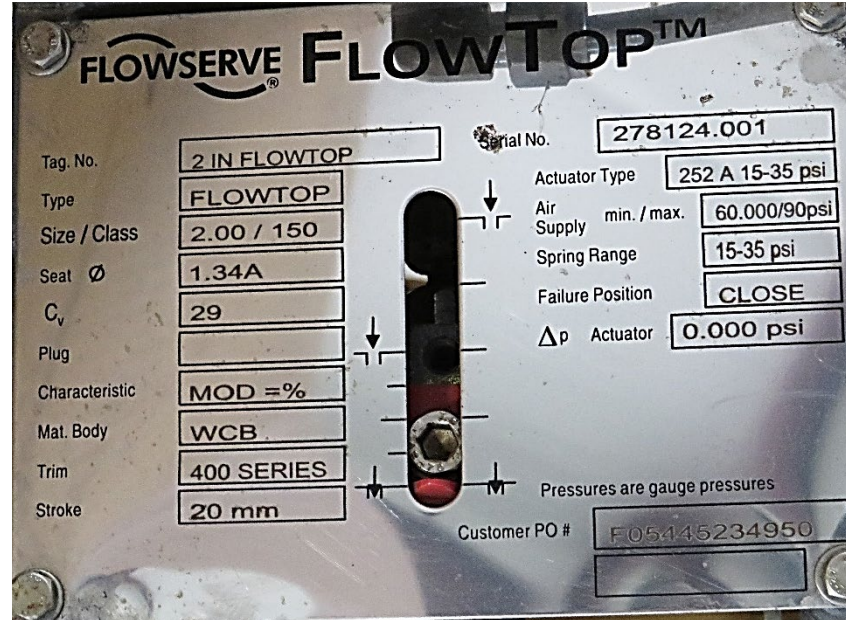 FLOWSERVE® FLOWTOP™
Tag. No. 2 IN FLOWTOP
Type FLOWTOP
Size / Class 2.00 / 150
Seat Ø 1.34A
Cv 29
Plug
Characteristic MOD =%
Mat. Body WCB
Trim 400 SERIES
Stroke 20 mm
Serial No. 278124.001
Actuator Type 252 A 15-35 psi
Air Supply min. / max. 60.000/90psi
Spring Range 15-35 psi
Failure Position CLOSE
Δp Actuator 0.000 psi
Pressures are gauge pressures
Customer PO # F05445234950